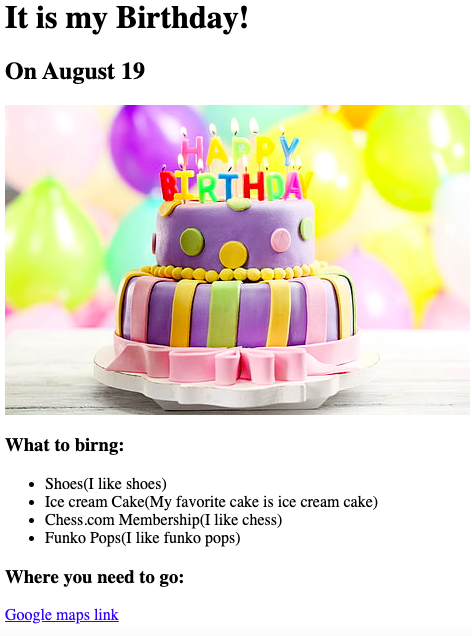 It is my Birthday!
On August 19
HAPPY
BIRTHDAY
What to birng:
Shoes(I like shoes)
Ice cream Cake(My favorite cake is ice cream cake)
Chess.com Membership(I like chess)
Funko Pops(I like funko pops)
Where you need to go:
Google maps link